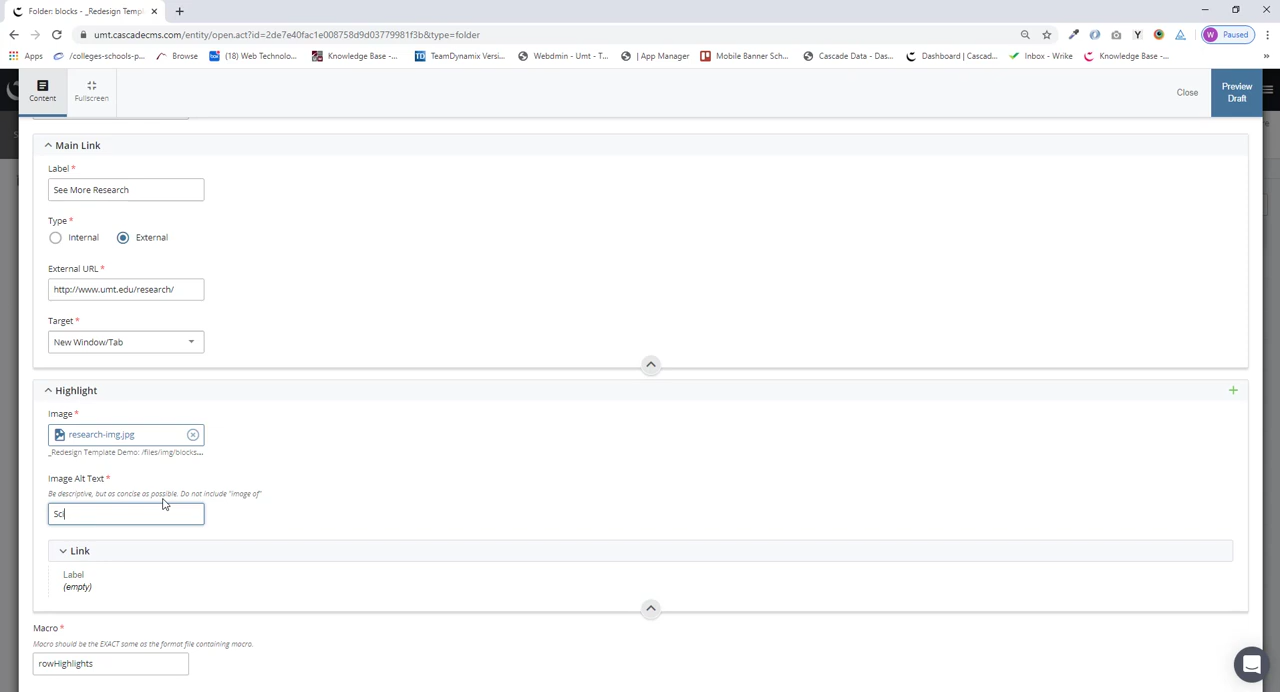 Folder: blocks - _Redesign Temp
umt.cascadecms.com/entity/open.act?id=2de7e40fac1e008758d9d03779981f3b&type=folder
W Paused
Apps /colleges-schools-p... Browse (18) Web Technolo... Knowledge Base -... TeamDynamix Versi... Webdmin - Umt - T... | App Manager Mobile Banner Sch... Cascade Data - Das... Dashboard | Cascad... Inbox - Wrike Knowledge Base -... »
Content
Fullscreen
Close
Preview
Draft
Main Link
Label *
See More Research
Type *
Internal External
External URL *
http://www.umt.edu/research/
Target *
New Window/Tab
Highlight
Image *
research-img.jpg
_Redesign Template Demo: /files/img/blocks...
Image Alt Text *
Be descriptive, but as concise as possible. Do not include "image of"
Sci
Link
Label
(empty)
Macro *
Macro should be the EXACT same as the format file containing macro.
rowHighlights